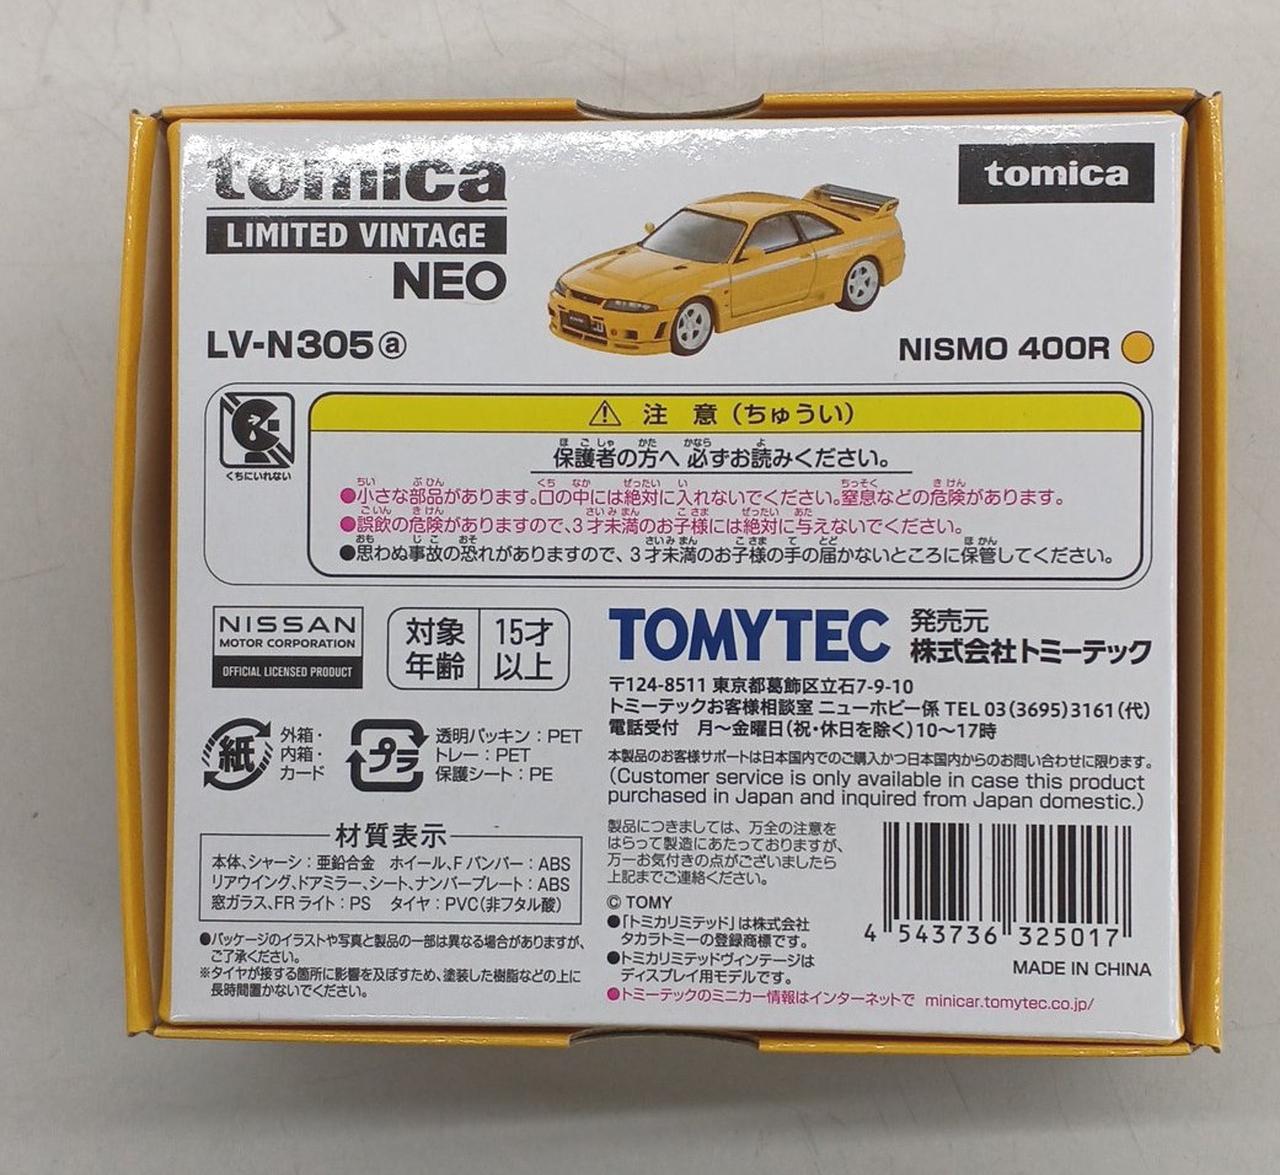 tomica
LIMITED VINTAGE
NEO
LV-N305ⓐ
tomica
NISMO 400R
くちにいれない
注 意(ちゅうい)
保護者の方へ 必ずお読みください。
●小さな部品があります。口の中には絶対に入れないでください。窒息などの危険があります。
●誤飲の危険がありますので、3才未満のお子様には絶対に与えないでください。
●思わぬ事故の恐れがありますので、3才未満のお子様の手の届かないところに保管してください。
NISSAN
MOTOR CORPORATION
OFFICIAL LICENSED PRODUCT
対象年齢
15才以上
紙
外箱・
内箱・
カード
プラ
透明パッキン：PET
トレー：PET
保護シート：PE
材質表示
本体、シャーシ：亜鉛合金 ホイール、Fバンパー：ABS
リアウイング、ドアミラー、シート、ナンバープレート：ABS
窓ガラス、FRライト：PS タイヤ：PVC(非フタル酸)
●パッケージのイラストや写真と製品の一部は異なる場合がありますが、
ご了承ください。
※タイヤが接する箇所に影響を及ぼすため、塗装した樹脂などの上に
長時間置かないでください。
TOMYTEC
発売元
株式会社トミーテック
〒124-8511 東京都葛飾区立石7-9-10
トミーテックお客様相談室 ニューホビー係 TEL 03(3695)3161(代)
電話受付 月〜金曜日(祝・休日を除く)10〜17時
本製品のお客様サポートは日本国内でのご購入かつ日本国内からのお問い合わせに限ります。
(Customer service is only available in case this product
purchased in Japan and inquired from Japan domestic.)
製品につきましては、万全の注意を
はらって製造にあたっておりますが、
万一お気付きの点がございましたら
上記までご連絡ください。
© TOMY
●「トミカリミテッド」は株式会社
タカラトミーの登録商標です。
●トミカリミテッドヴィンテージは
ディスプレイ用モデルです。
●トミーテックのミニカー情報はインターネットで minicar.tomytec.co.jp/
4 543736 325017
MADE IN CHINA